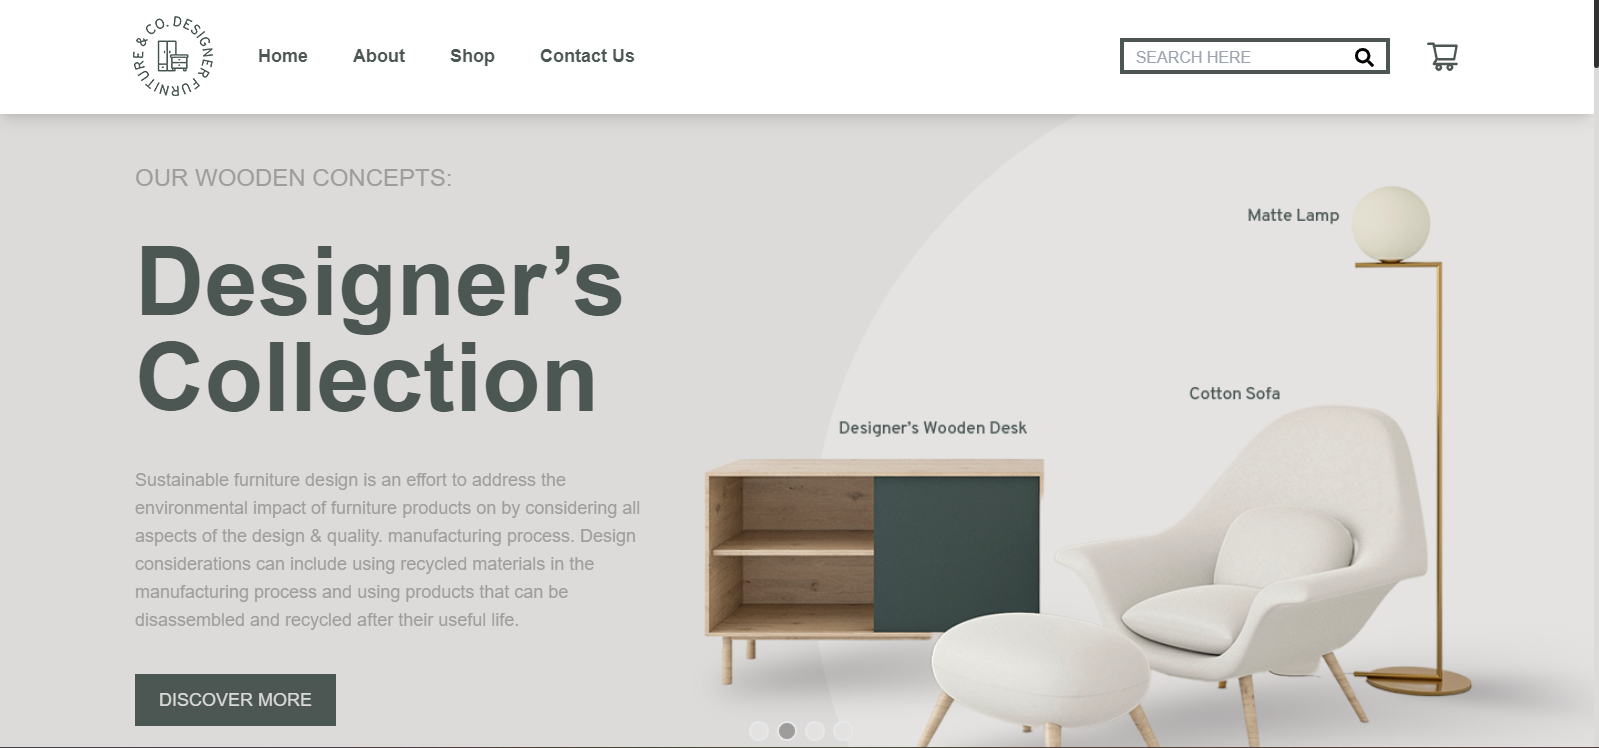 & CO. DESIGNER FURNITURE
Home
About
Shop
Contact Us
SEARCH HERE
OUR WOODEN CONCEPTS:
Designer’s
Collection
Sustainable furniture design is an effort to address the
environmental impact of furniture products on by considering all
aspects of the design & quality. manufacturing process. Design
considerations can include using recycled materials in the
manufacturing process and using products that can be
disassembled and recycled after their useful life.
DISCOVER MORE
Matte Lamp
Cotton Sofa
Designer’s Wooden Desk